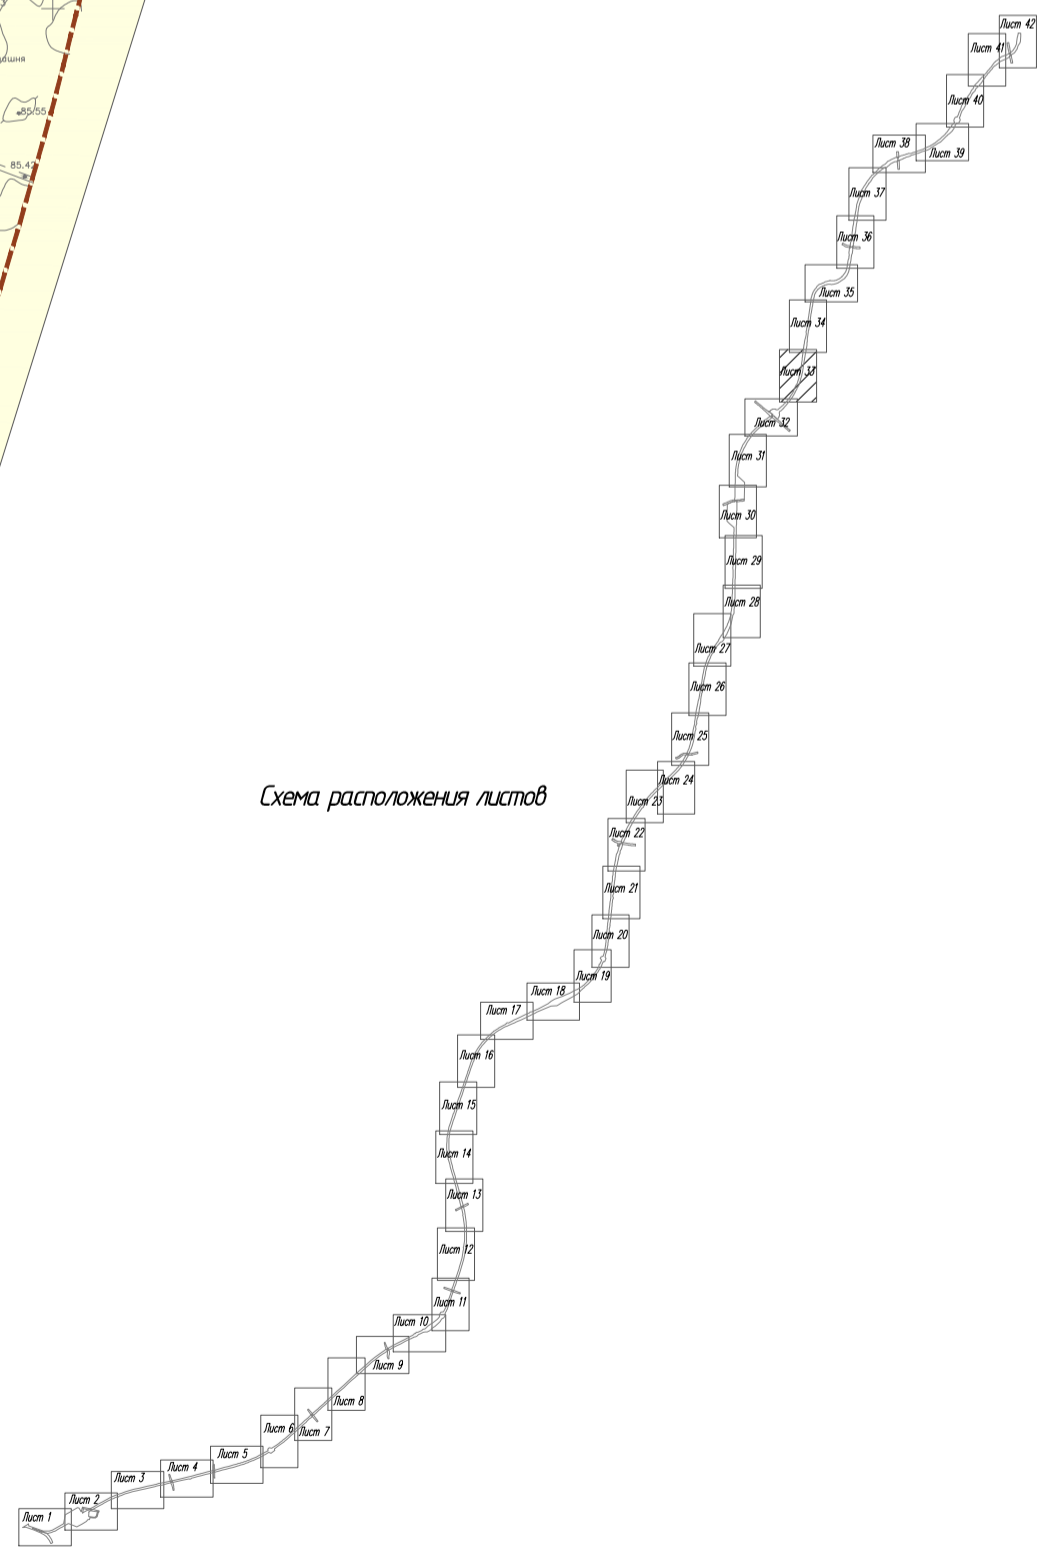 85.55
85.42
Лист 42
Лист 41
Лист 40
Лист 39
Лист 38
Лист 37
Лист 36
Лист 35
Лист 34
Лист 33
Лист 32
Лист 31
Лист 30
Лист 29
Лист 28
Лист 27
Лист 26
Лист 25
Лист 24
Лист 23
Схема расположения листов
Лист 22
Лист 21
Лист 20
Лист 19
Лист 18
Лист 17
Лист 16
Лист 15
Лист 14
Лист 13
Лист 12
Лист 11
Лист 10
Лист 9
Лист 8
Лист 7
Лист 6
Лист 5
Лист 4
Лист 3
Лист 2
Лист 1